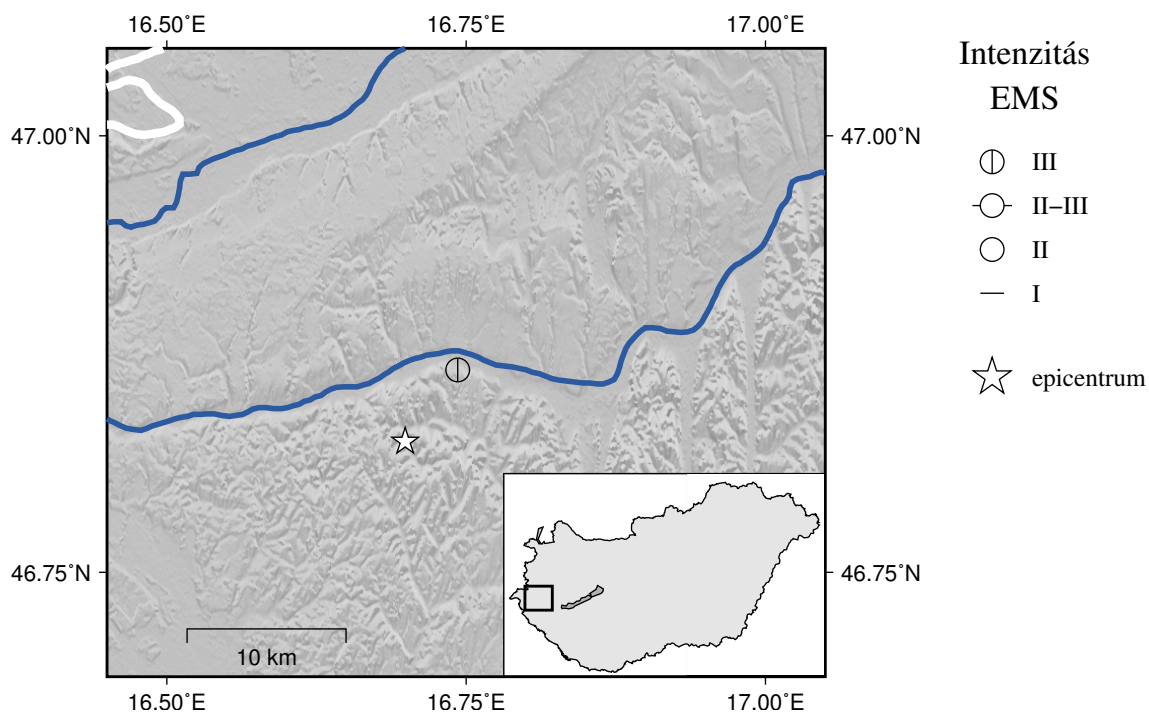 16.50˚E 16.75˚E 17.00˚E
47.00˚N 47.00˚N
46.75˚N 46.75˚N
10 km
16.50˚E 16.75˚E 17.00˚E
Intenzitás
EMS
III
II–III
II
I
epicentrum